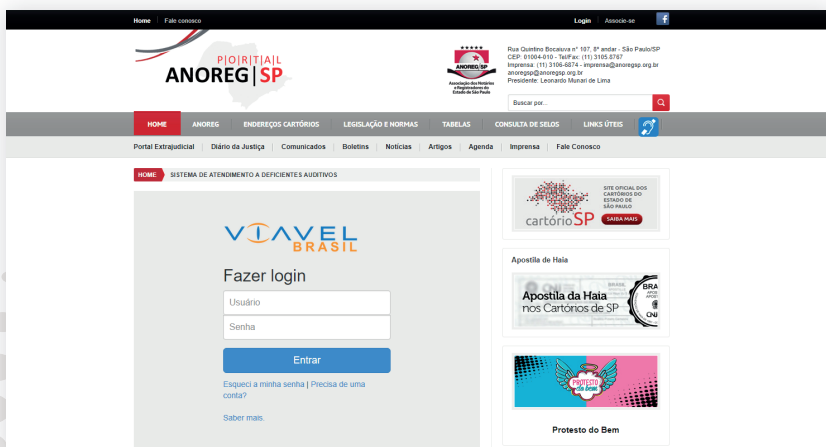 Home
Fale conosco
Login
Associe-se
P|O|R|T|A|L
ANOREG|SP
ANOREG/SP
Associação dos Notários
e Registradores do
Estado de São Paulo
Rua Quintino Bocaiuva nº 107, 8º andar - São Paulo/SP
CEP: 01004-010 - Tel/Fax: (11) 3105.8767
Imprensa: (11) 3106-6874 - imprensa@anoregsp.org.br
anoregsp@anoregsp.org.br
Presidente: Leonardo Munari de Lima
Buscar por...
HOME ANOREG ENDEREÇOS CARTÓRIOS LEGISLAÇÃO E NORMAS TABELAS CONSULTA DE SELOS LINKS ÚTEIS
Portal Extrajudicial Diário da Justiça Comunicados Boletins Notícias Artigos Agenda Imprensa Fale Conosco
HOME SISTEMA DE ATENDIMENTO A DEFICIENTES AUDITIVOS
VIAVEL
BRASIL
Fazer login
Usuário
Senha
Entrar
Esqueci a minha senha | Precisa de uma
conta?
Saber mais.
cartórioSP
SITE OFICIAL DOS
CARTÓRIOS DO
ESTADO DE
SÃO PAULO
SAIBA MAIS
Apostila de Haia
Apostila da Haia
nos Cartórios de SP
BRASIL
BRA
CNJ
PROTESTO
do bem
Protesto do Bem